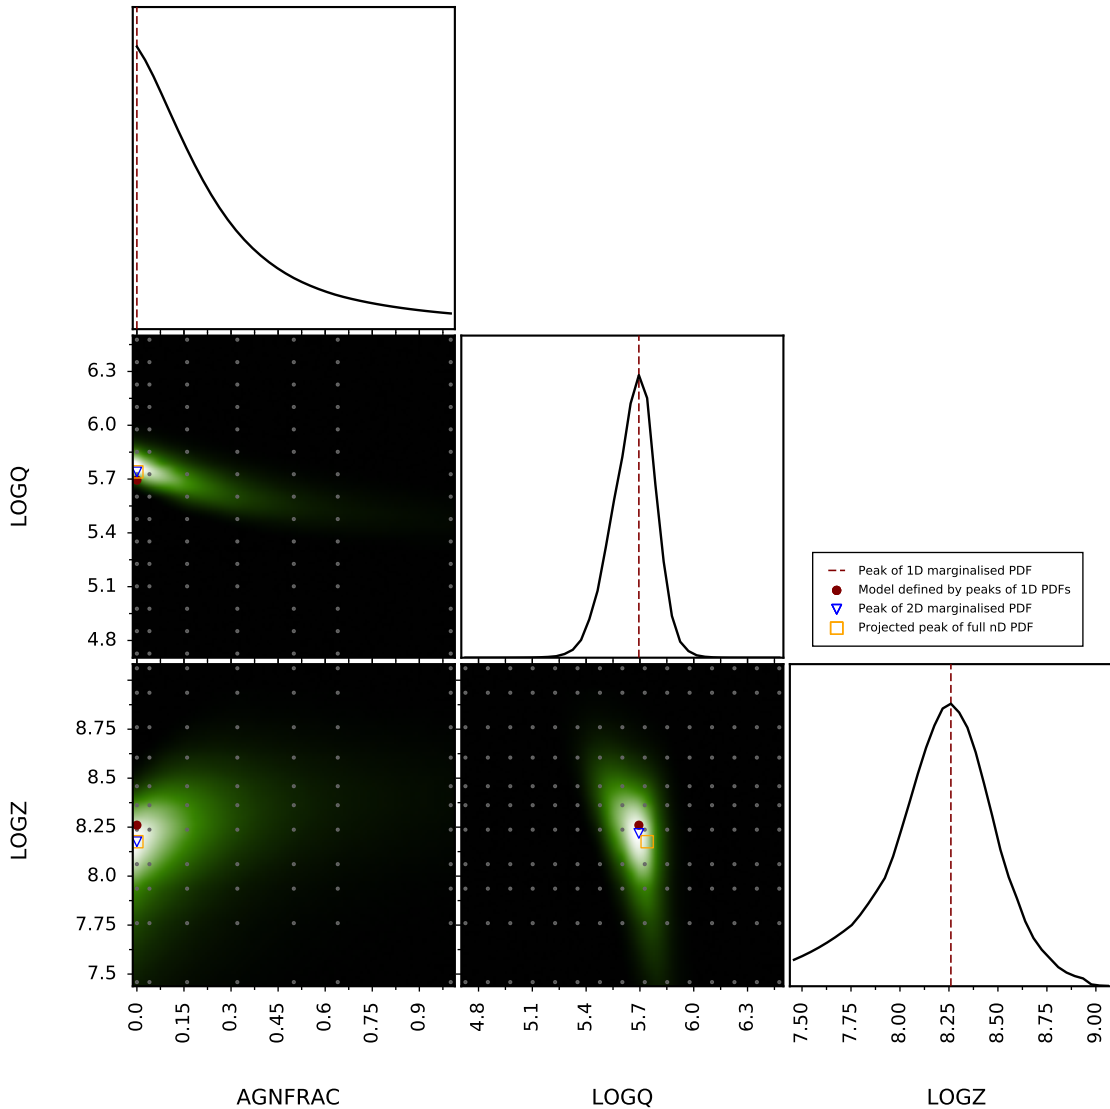 6.3
6.0
5.7
5.4
5.1
4.8
LOGQ
Peak of 1D marginalised PDF
Model defined by peaks of 1D PDFs
Peak of 2D marginalised PDF
Projected peak of full nD PDF
8.75
8.5
8.25
8.0
7.75
7.5
LOGZ
0.0 0.15 0.3 0.45 0.6 0.75 0.9
4.8 5.1 5.4 5.7 6.0 6.3
7.50 7.75 8.00 8.25 8.50 8.75 9.00
AGNFRAC LOGQ LOGZ